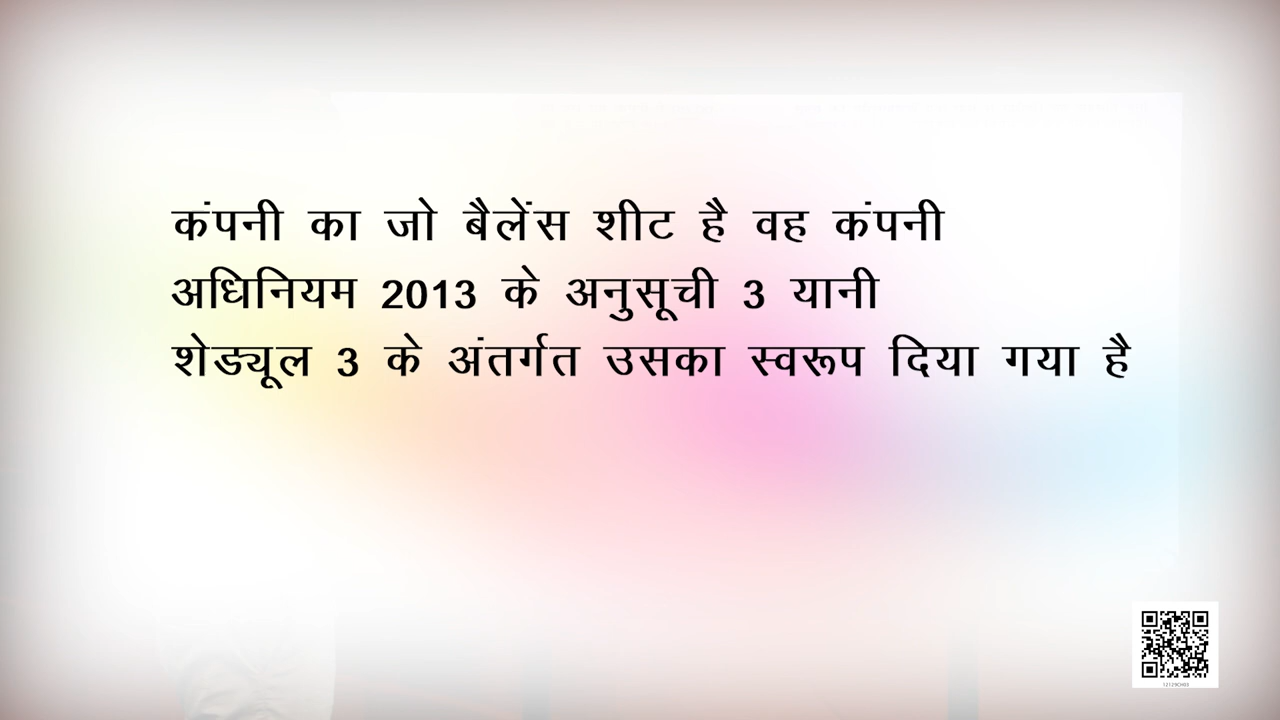 कंपनी का जो बैलेंस शीट है वह कंपनी
अधिनियम 2013 के अनुसूची 3 यानी
शेड्यूल 3 के अंतर्गत उसका स्वरूप दिया गया है